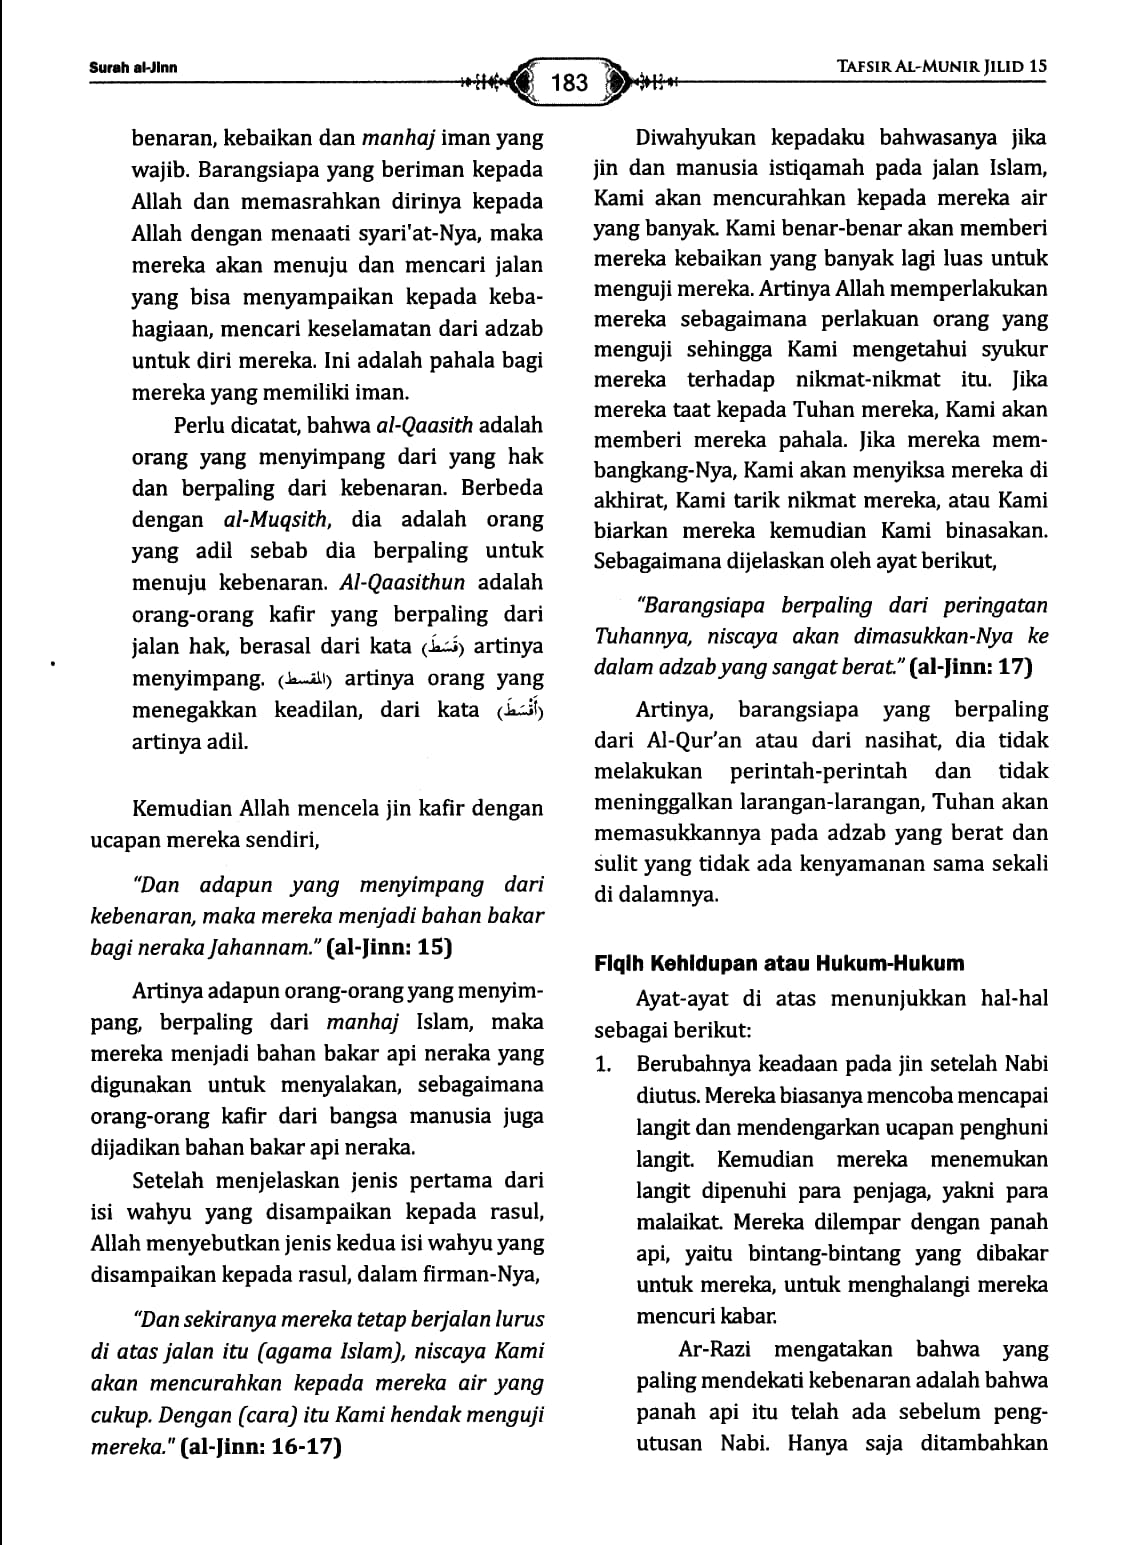 Surah al-Jinn
183
TAFSIR AL-MUNIR JILID 15
benaran, kebaikan dan manhaj iman yang
wajib. Barangsiapa yang beriman kepada
Allah dan memasrahkan dirinya kepada
Allah dengan menaati syari'at-Nya, maka
mereka akan menuju dan mencari jalan
yang bisa menyampaikan kepada keba-
hagiaan, mencari keselamatan dari adzab
untuk diri mereka. Ini adalah pahala bagi
mereka yang memiliki iman.
Perlu dicatat, bahwa al-Qaasith adalah
orang yang menyimpang dari yang hak
dan berpaling dari kebenaran. Berbeda
dengan al-Muqsith, dia adalah orang
yang adil sebab dia berpaling untuk
menuju kebenaran. Al-Qaasithun adalah
orang-orang kafir yang berpaling dari
jalan hak, berasal dari kata (قَسَطَ) artinya
menyimpang. (المقسط) artinya orang yang
menegakkan keadilan, dari kata (أَقْسَطَ)
artinya adil.
Kemudian Allah mencela jin kafir dengan
ucapan mereka sendiri,
“Dan adapun yang menyimpang dari
kebenaran, maka mereka menjadi bahan bakar
bagi neraka Jahannam.” (al-Jinn: 15)
Artinya adapun orang-orang yang menyim-
pang, berpaling dari manhaj Islam, maka
mereka menjadi bahan bakar api neraka yang
digunakan untuk menyalakan, sebagaimana
orang-orang kafir dari bangsa manusia juga
dijadikan bahan bakar api neraka.
Setelah menjelaskan jenis pertama dari
isi wahyu yang disampaikan kepada rasul,
Allah menyebutkan jenis kedua isi wahyu yang
disampaikan kepada rasul, dalam firman-Nya,
“Dan sekiranya mereka tetap berjalan lurus
di atas jalan itu (agama Islam), niscaya Kami
akan mencurahkan kepada mereka air yang
cukup. Dengan (cara) itu Kami hendak menguji
mereka." (al-Jinn: 16-17)
Diwahyukan kepadaku bahwasanya jika
jin dan manusia istiqamah pada jalan Islam,
Kami akan mencurahkan kepada mereka air
yang banyak. Kami benar-benar akan memberi
mereka kebaikan yang banyak lagi luas untuk
menguji mereka. Artinya Allah memperlakukan
mereka sebagaimana perlakuan orang yang
menguji sehingga Kami mengetahui syukur
mereka terhadap nikmat-nikmat itu. Jika
mereka taat kepada Tuhan mereka, Kami akan
memberi mereka pahala. Jika mereka mem-
bangkang-Nya, Kami akan menyiksa mereka di
akhirat, Kami tarik nikmat mereka, atau Kami
biarkan mereka kemudian Kami binasakan.
Sebagaimana dijelaskan oleh ayat berikut,
“Barangsiapa berpaling dari peringatan
Tuhannya, niscaya akan dimasukkan-Nya ke
dalam adzab yang sangat berat.” (al-Jinn: 17)
Artinya, barangsiapa yang berpaling
dari Al-Qur’an atau dari nasihat, dia tidak
melakukan perintah-perintah dan tidak
meninggalkan larangan-larangan, Tuhan akan
memasukkannya pada adzab yang berat dan
sulit yang tidak ada kenyamanan sama sekali
di dalamnya.
Fiqih Kehidupan atau Hukum-Hukum
Ayat-ayat di atas menunjukkan hal-hal
sebagai berikut:
1. Berubahnya keadaan pada jin setelah Nabi
diutus. Mereka biasanya mencoba mencapai
langit dan mendengarkan ucapan penghuni
langit. Kemudian mereka menemukan
langit dipenuhi para penjaga, yakni para
malaikat. Mereka dilempar dengan panah
api, yaitu bintang-bintang yang dibakar
untuk mereka, untuk menghalangi mereka
mencuri kabar.
Ar-Razi mengatakan bahwa yang
paling mendekati kebenaran adalah bahwa
panah api itu telah ada sebelum peng-
utusan Nabi. Hanya saja ditambahkan